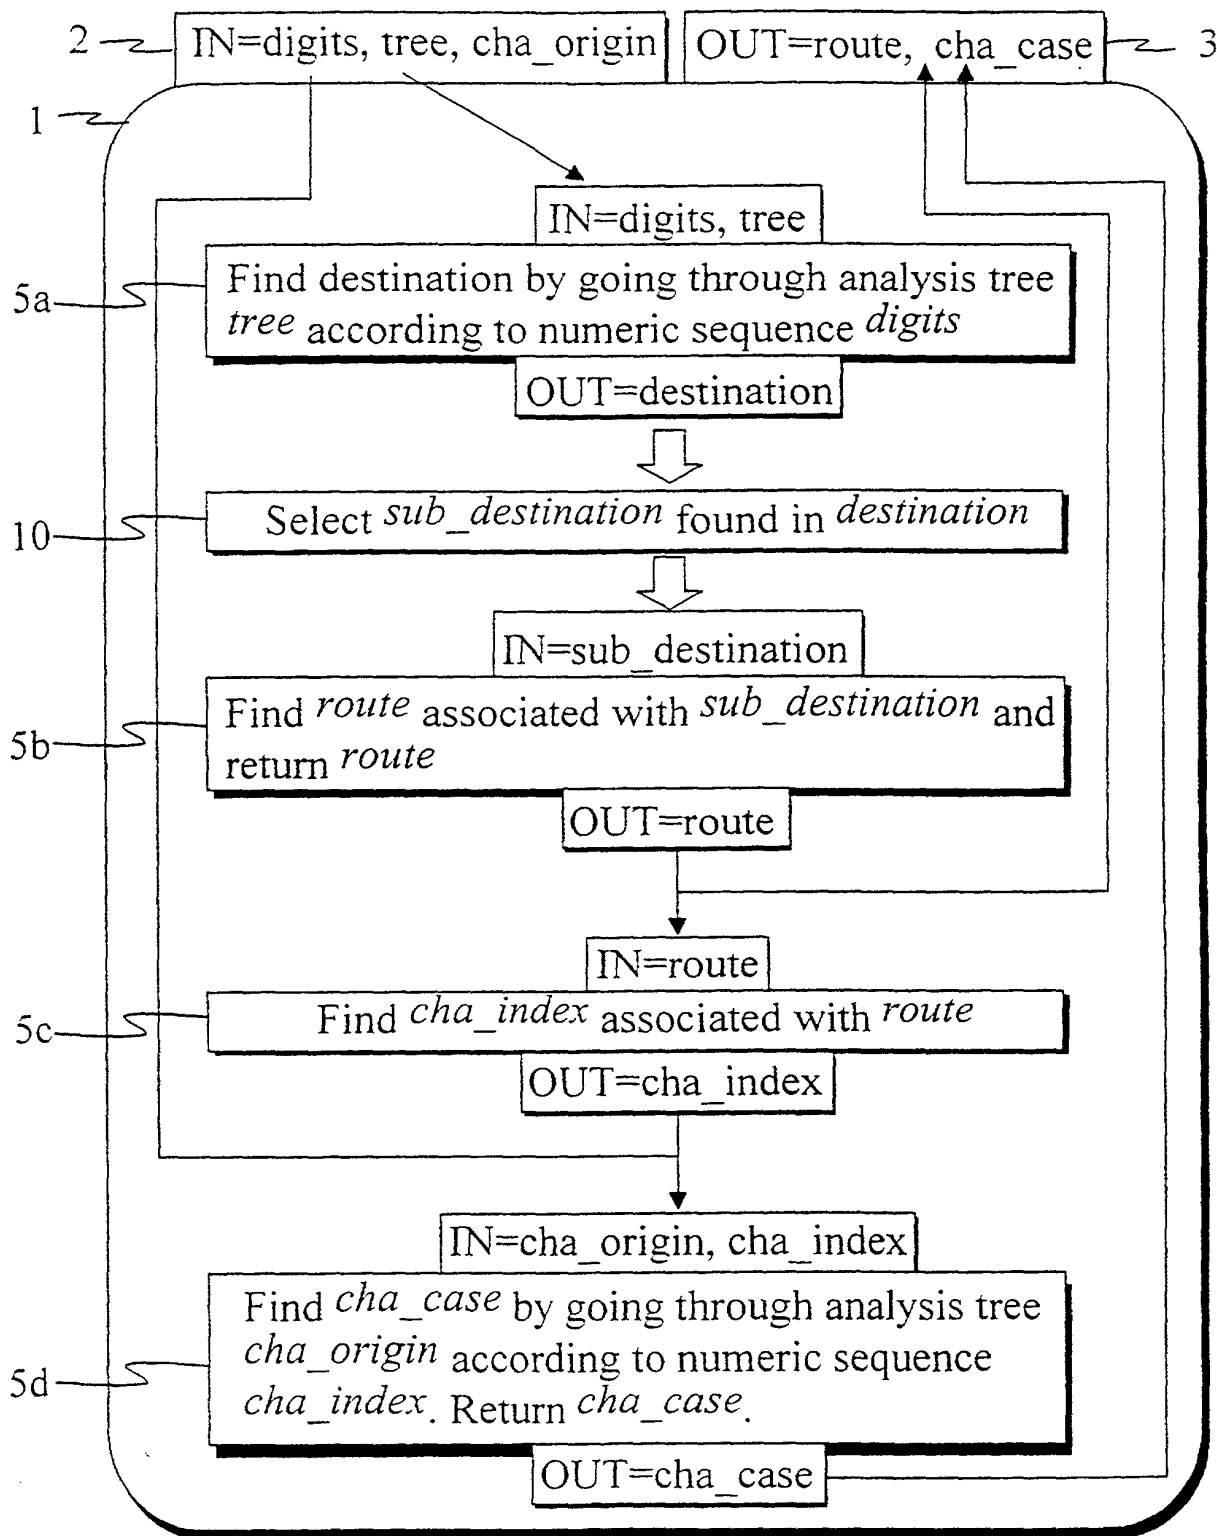 2
IN=digits, tree, cha_origin
OUT=route, cha_case
3
1
IN=digits, tree
5a
Find destination by going through analysis tree
tree according to numeric sequence digits
OUT=destination
10
Select sub_destination found in destination
IN=sub_destination
5b
Find route associated with sub_destination and
return route
OUT=route
IN=route
5c
Find cha_index associated with route
OUT=cha_index
IN=cha_origin, cha_index
5d
Find cha_case by going through analysis tree
cha_origin according to numeric sequence
cha_index. Return cha_case.
OUT=cha_case